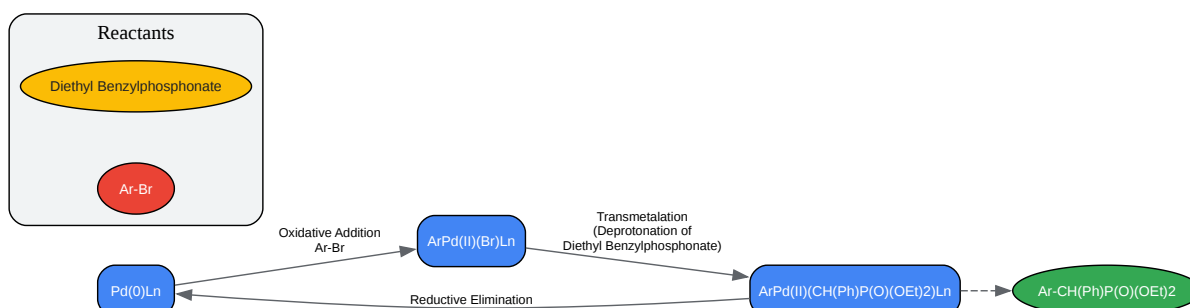 Reactants
Diethyl Benzylphosphonate
Ar-Br
Oxidative Addition
Ar-Br
ArPd(II)(Br)Ln
Transmetalation
(Deprotonation of
Diethyl Benzylphosphonate)
Pd(0)Ln
Reductive Elimination
ArPd(II)(CH(Ph)P(O)(OEt)2)Ln
Ar-CH(Ph)P(O)(OEt)2